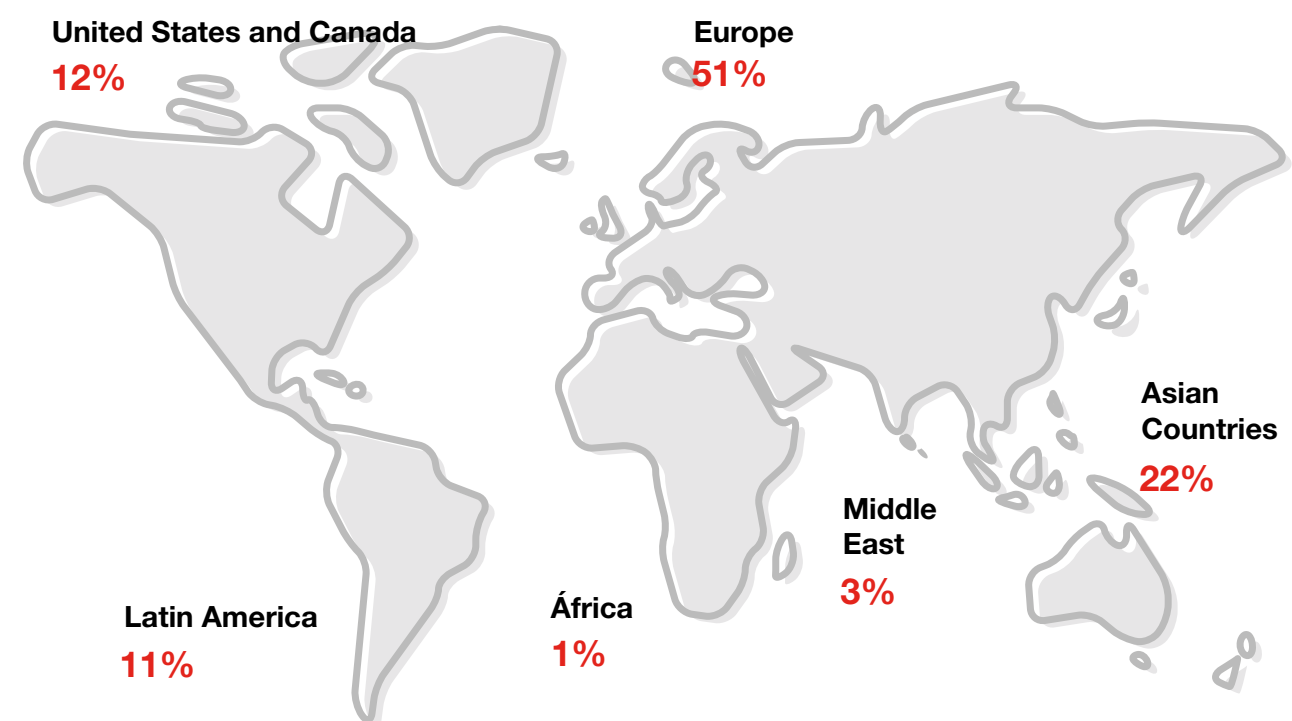 United States and Canada
12%
Europe
51%
Asian
Countries
22%
Middle
East
3%
Latin America
11%
África
1%